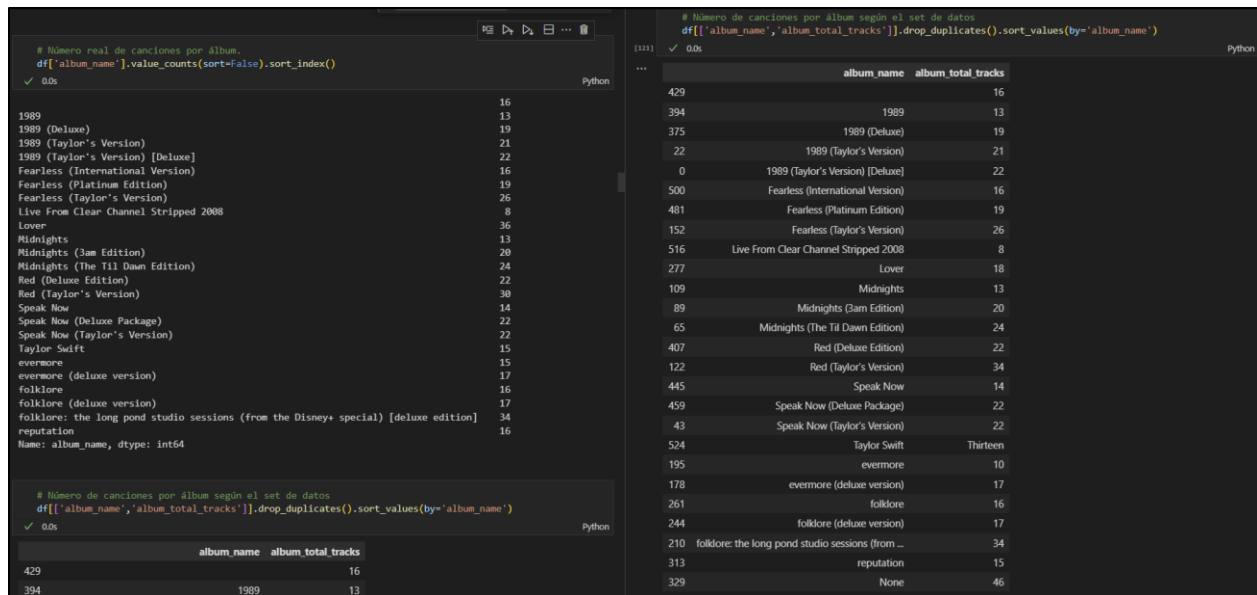 # Número real de canciones por álbum.
df['album_name'].value_counts(sort=False).sort_index()
✓ 0.0s Python
16
1989 13
1989 (Deluxe) 19
1989 (Taylor's Version) 21
1989 (Taylor's Version) [Deluxe] 22
Fearless (International Version) 16
Fearless (Platinum Edition) 19
Fearless (Taylor's Version) 26
Live From Clear Channel Stripped 2008 8
Lover 36
Midnights 13
Midnights (3am Edition) 20
Midnights (The Til Dawn Edition) 24
Red (Deluxe Edition) 22
Red (Taylor's Version) 30
Speak Now 14
Speak Now (Deluxe Package) 22
Speak Now (Taylor's Version) 22
Taylor Swift 15
evermore 15
evermore (deluxe version) 17
folklore 16
folklore (deluxe version) 17
folklore: the long pond studio sessions (from the Disney+ special) [deluxe edition] 34
reputation 16
Name: album_name, dtype: int64
# Número de canciones por álbum según el set de datos
df[['album_name','album_total_tracks']].drop_duplicates().sort_values(by='album_name')
✓ 0.0s Python
album_name album_total_tracks
429 16
394 1989 13
# Número de canciones por álbum según el set de datos
df[['album_name','album_total_tracks']].drop_duplicates().sort_values(by='album_name')
[121] ✓ 0.0s Python
...
album_name album_total_tracks
429 16
394 1989 13
375 1989 (Deluxe) 19
22 1989 (Taylor's Version) 21
0 1989 (Taylor's Version) [Deluxe] 22
500 Fearless (International Version) 16
481 Fearless (Platinum Edition) 19
152 Fearless (Taylor's Version) 26
516 Live From Clear Channel Stripped 2008 8
277 Lover 18
109 Midnights 13
89 Midnights (3am Edition) 20
65 Midnights (The Til Dawn Edition) 24
407 Red (Deluxe Edition) 22
122 Red (Taylor's Version) 34
445 Speak Now 14
459 Speak Now (Deluxe Package) 22
43 Speak Now (Taylor's Version) 22
524 Taylor Swift Thirteen
195 evermore 10
178 evermore (deluxe version) 17
261 folklore 16
244 folklore (deluxe version) 17
210 folklore: the long pond studio sessions (from ... 34
313 reputation 15
329 None 46